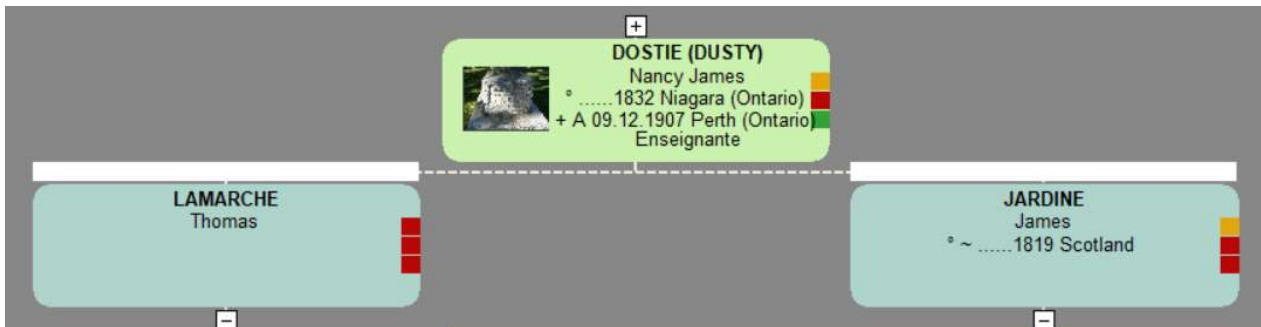 DOSTIE (DUSTY)
Nancy James
° ......1832 Niagara (Ontario)
+ A 09.12.1907 Perth (Ontario)
Enseignante
LAMARCHE
Thomas
JARDINE
James
° ~ ......1819 Scotland